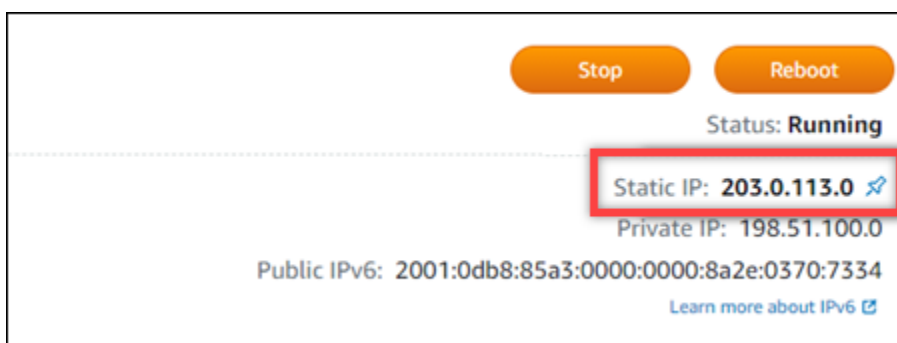 Stop Reboot
Status: Running
Static IP: 203.0.113.0
Private IP: 198.51.100.0
Public IPv6: 2001:0db8:85a3:0000:0000:8a2e:0370:7334
Learn more about IPv6